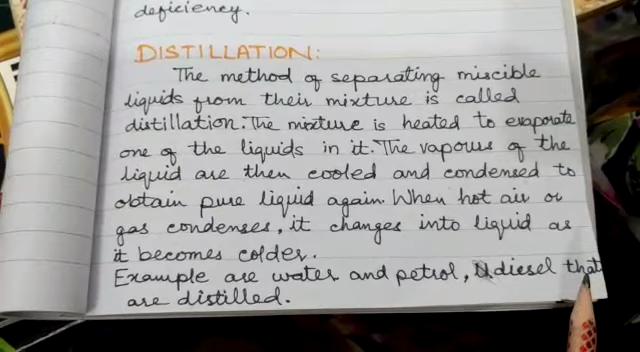 deficiency.
DISTILLATION:
The method of separating miscible
liquids from their mixture is called
distillation. The mixture is heated to evaporate
one of the liquids in it. The vapours of the
liquid are then cooled and condensed to
obtain pure liquid again. When hot air or
gas condenses, it changes into liquid as
it becomes colder.
Example are water and petrol, diesel that
are distilled.